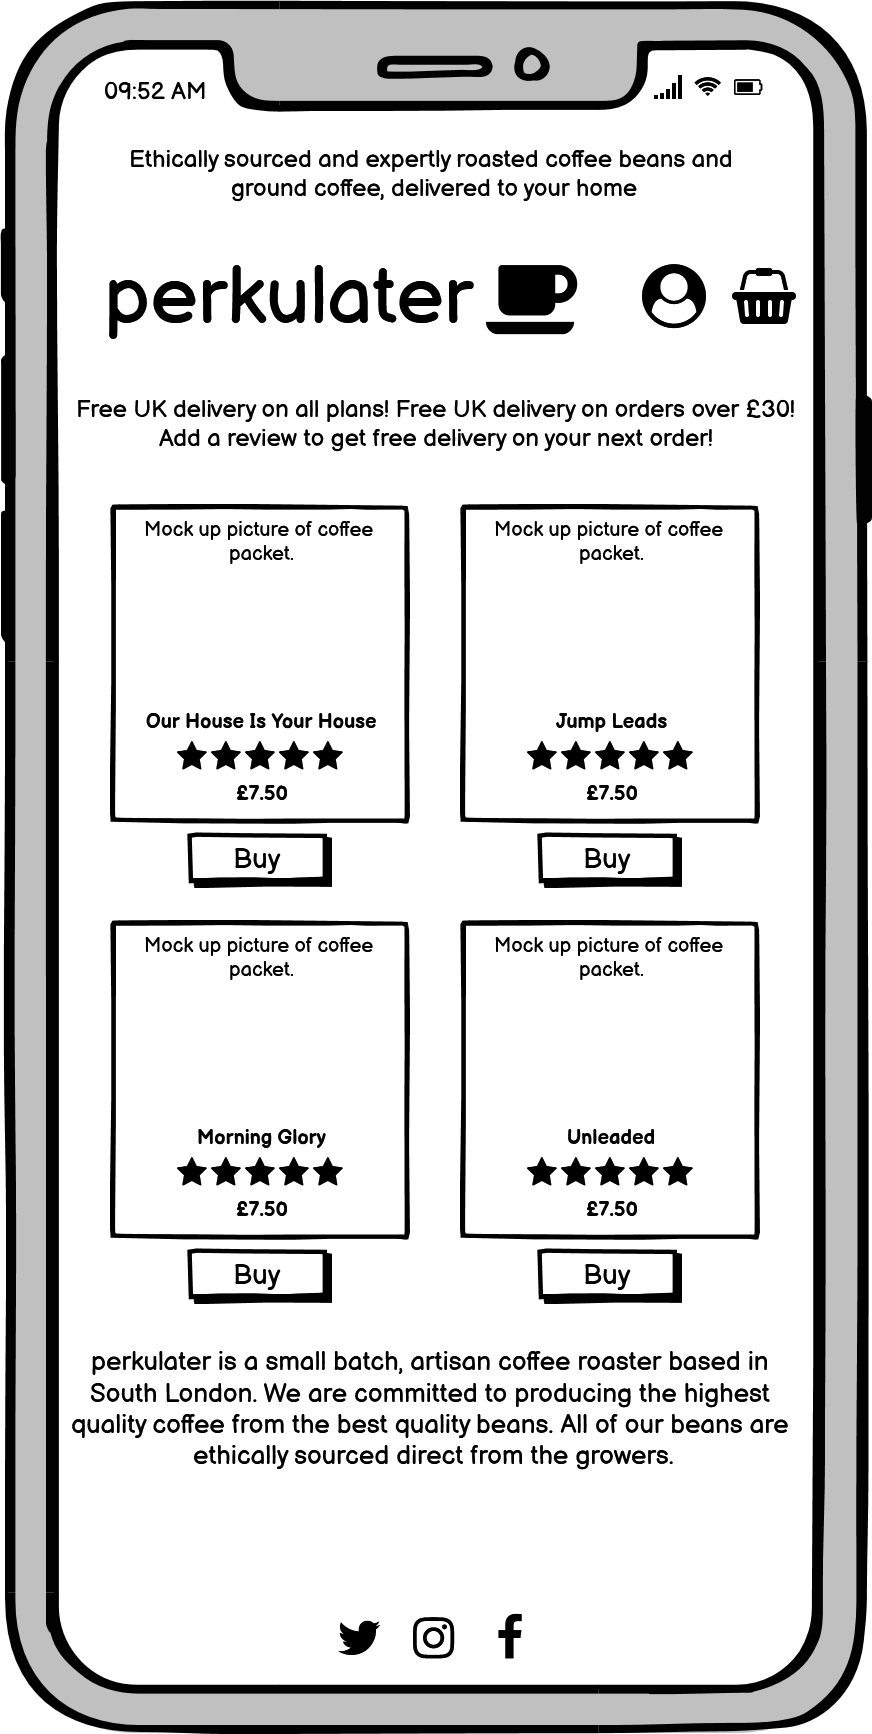 09:52 AM
Ethically sourced and expertly roasted coffee beans and
ground coffee, delivered to your home
perkulater
Free UK delivery on all plans! Free UK delivery on orders over £30!
Add a review to get free delivery on your next order!
Mock up picture of coffee
packet.
Our House Is Your House
£7.50
Buy
Mock up picture of coffee
packet.
Jump Leads
£7.50
Buy
Mock up picture of coffee
packet.
Morning Glory
£7.50
Buy
Mock up picture of coffee
packet.
Unleaded
£7.50
Buy
perkulater is a small batch, artisan coffee roaster based in
South London. We are committed to producing the highest
quality coffee from the best quality beans. All of our beans are
ethically sourced direct from the growers.